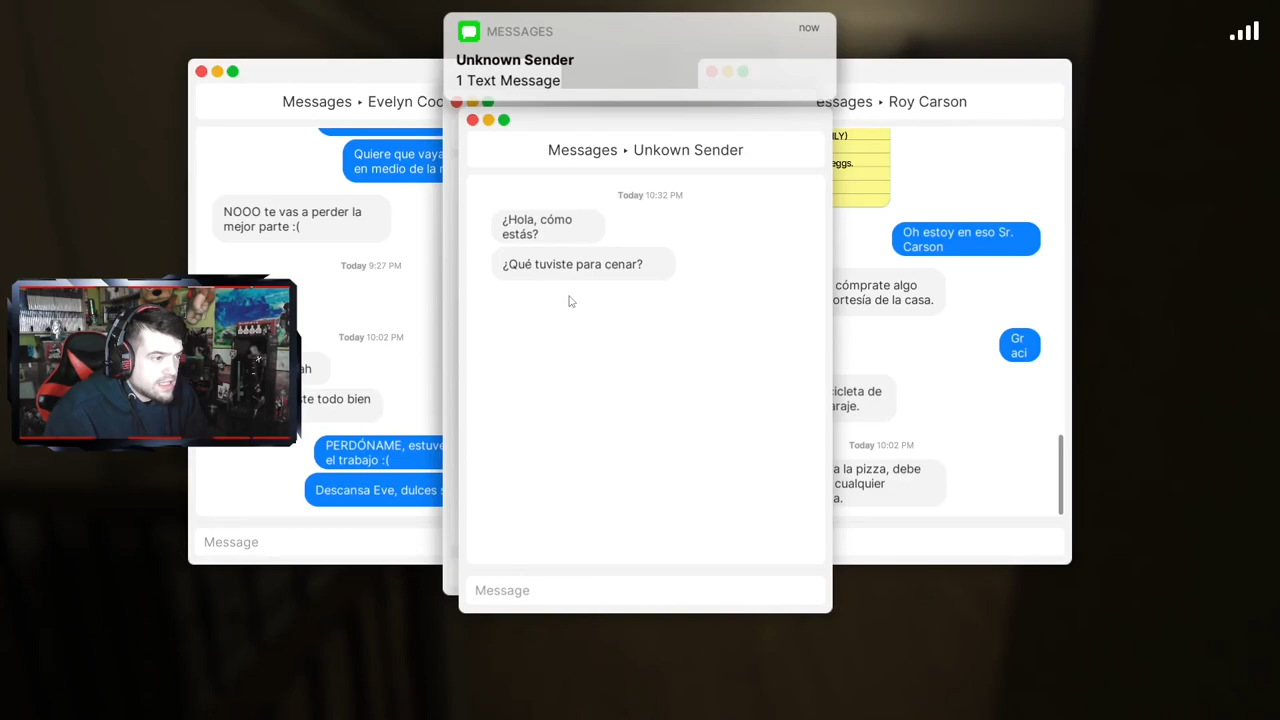 MESSAGES
now
Unknown Sender
1 Text Message
Messages ▸ Evelyn Coo
Quiere que vaya
en medio de la
NOOO te vas a perder la
mejor parte :(
Today 9:27 PM
Today 10:02 PM
ah
ste todo bien
PERDÓNAME, estuve
el trabajo :(
Descansa Eve, dulces s
Message
Messages ▸ Unkown Sender
Today 10:32 PM
¿Hola, cómo
estás?
¿Qué tuviste para cenar?
Message
essages ▸ Roy Carson
ILY)
eggs.
Oh estoy en eso Sr.
Carson
cómprate algo
ortesía de la casa.
Gr
aci
icleta de
araje.
Today 10:02 PM
a la pizza, debe
cualquier
a.